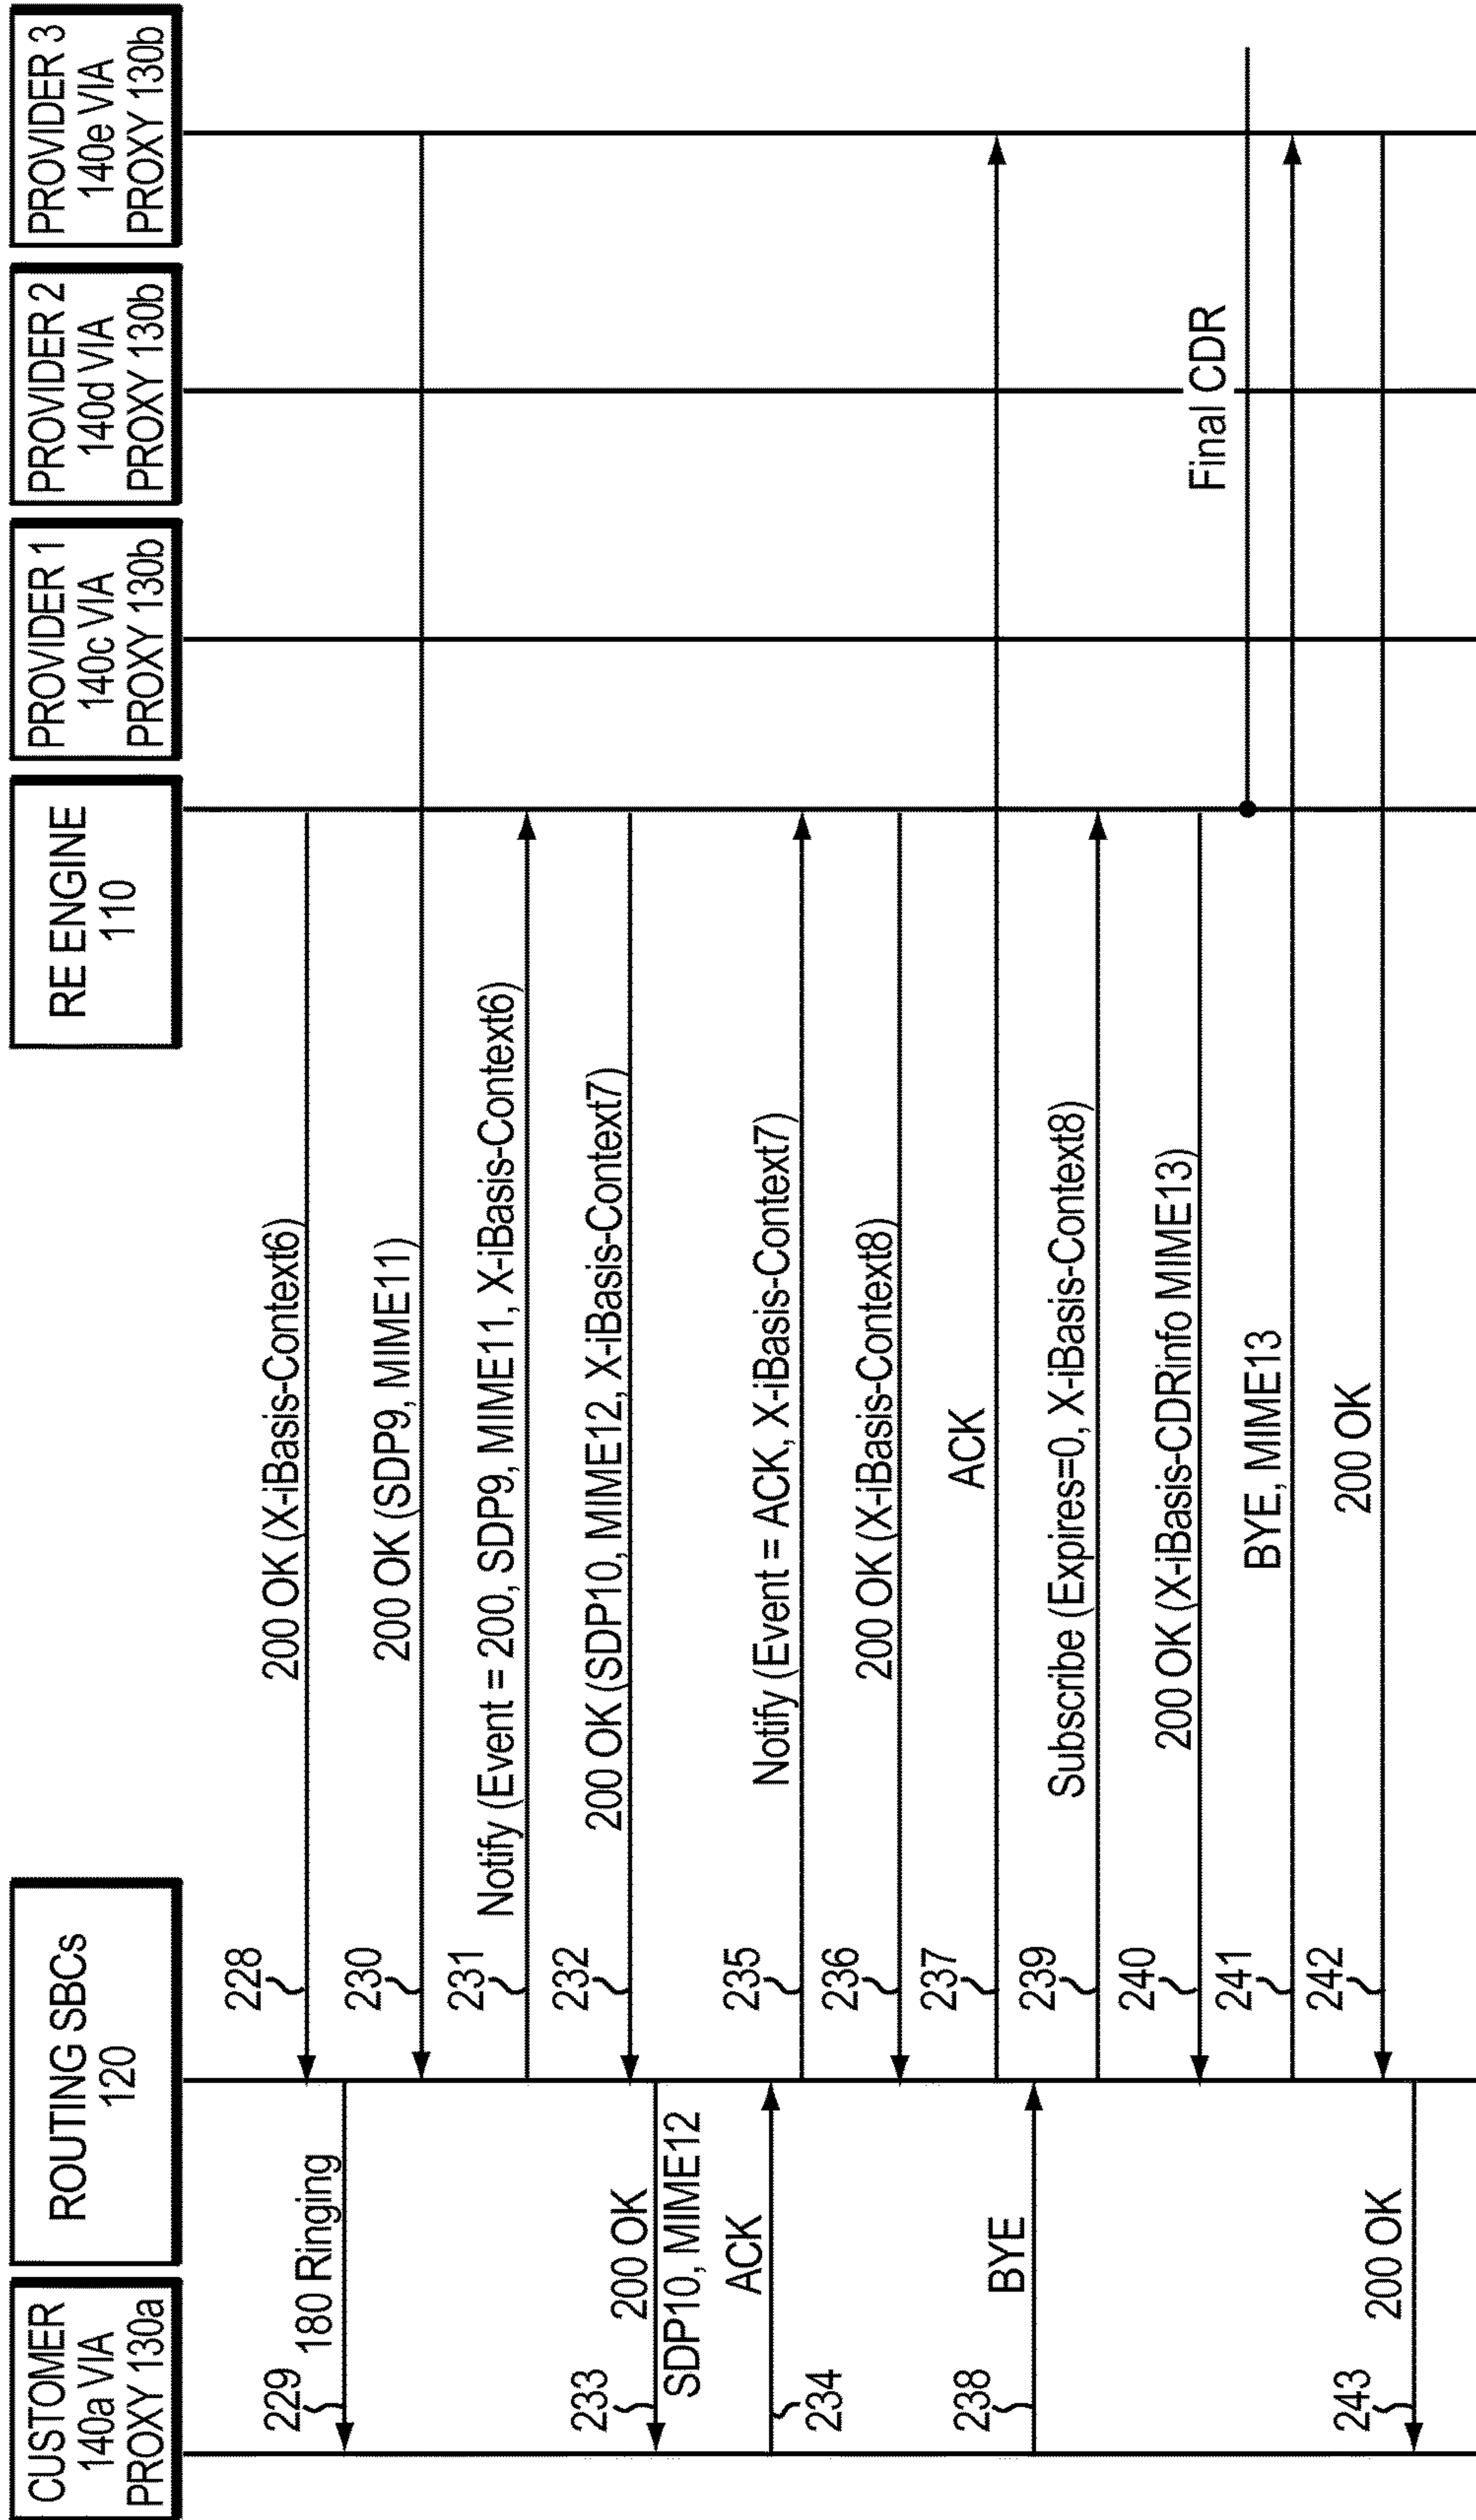 CUSTOMER
140a VIA
PROXY 130a
ROUTING SBCs
120
RE ENGINE
110
PROVIDER 1
140c VIA
PROXY 130b
PROVIDER 2
140d VIA
PROXY 130b
PROVIDER 3
140e VIA
PROXY 130b
228
200 OK (X-iBasis-Context6)
229
180 Ringing
230
200 OK (SDP9, MIME11)
231
Notify (Event = 200, SDP9, MIME11, X-iBasis-Context6)
232
200 OK (SDP10, MIME12, X-iBasis-Context7)
233
200 OK
SDP10, MIME12
234
ACK
235
Notify (Event = ACK, X-iBasis-Context7)
236
200 OK (X-iBasis-Context8)
237
ACK
238
BYE
239
Subscribe (Expires=0, X-iBasis-Context8)
240
200 OK (X-iBasis-CDRinfo MIME13)
Final CDR
241
BYE, MIME13
242
200 OK
243
200 OK